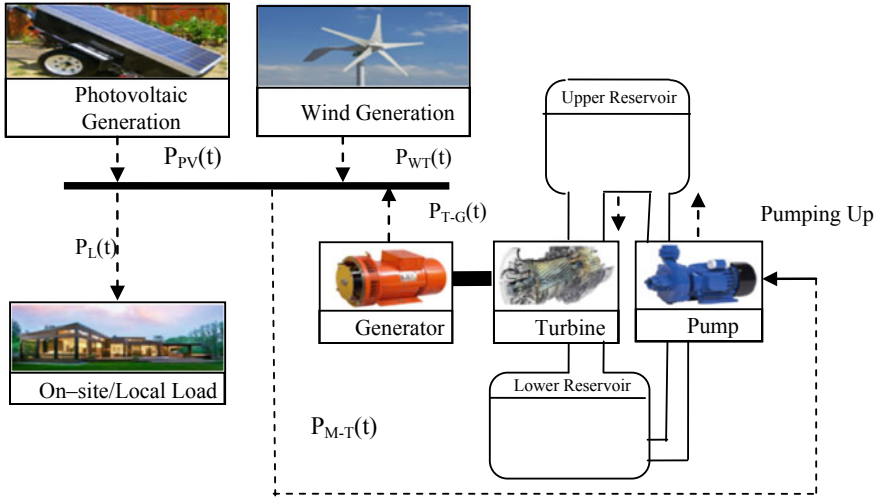 Photovoltaic
Generation
Wind Generation
Upper Reservoir
P_PV(t)
P_WT(t)
P_T-G(t)
Pumping Up
P_L(t)
Generator
Turbine
Pump
On–site/Local Load
Lower Reservoir
P_M-T(t)